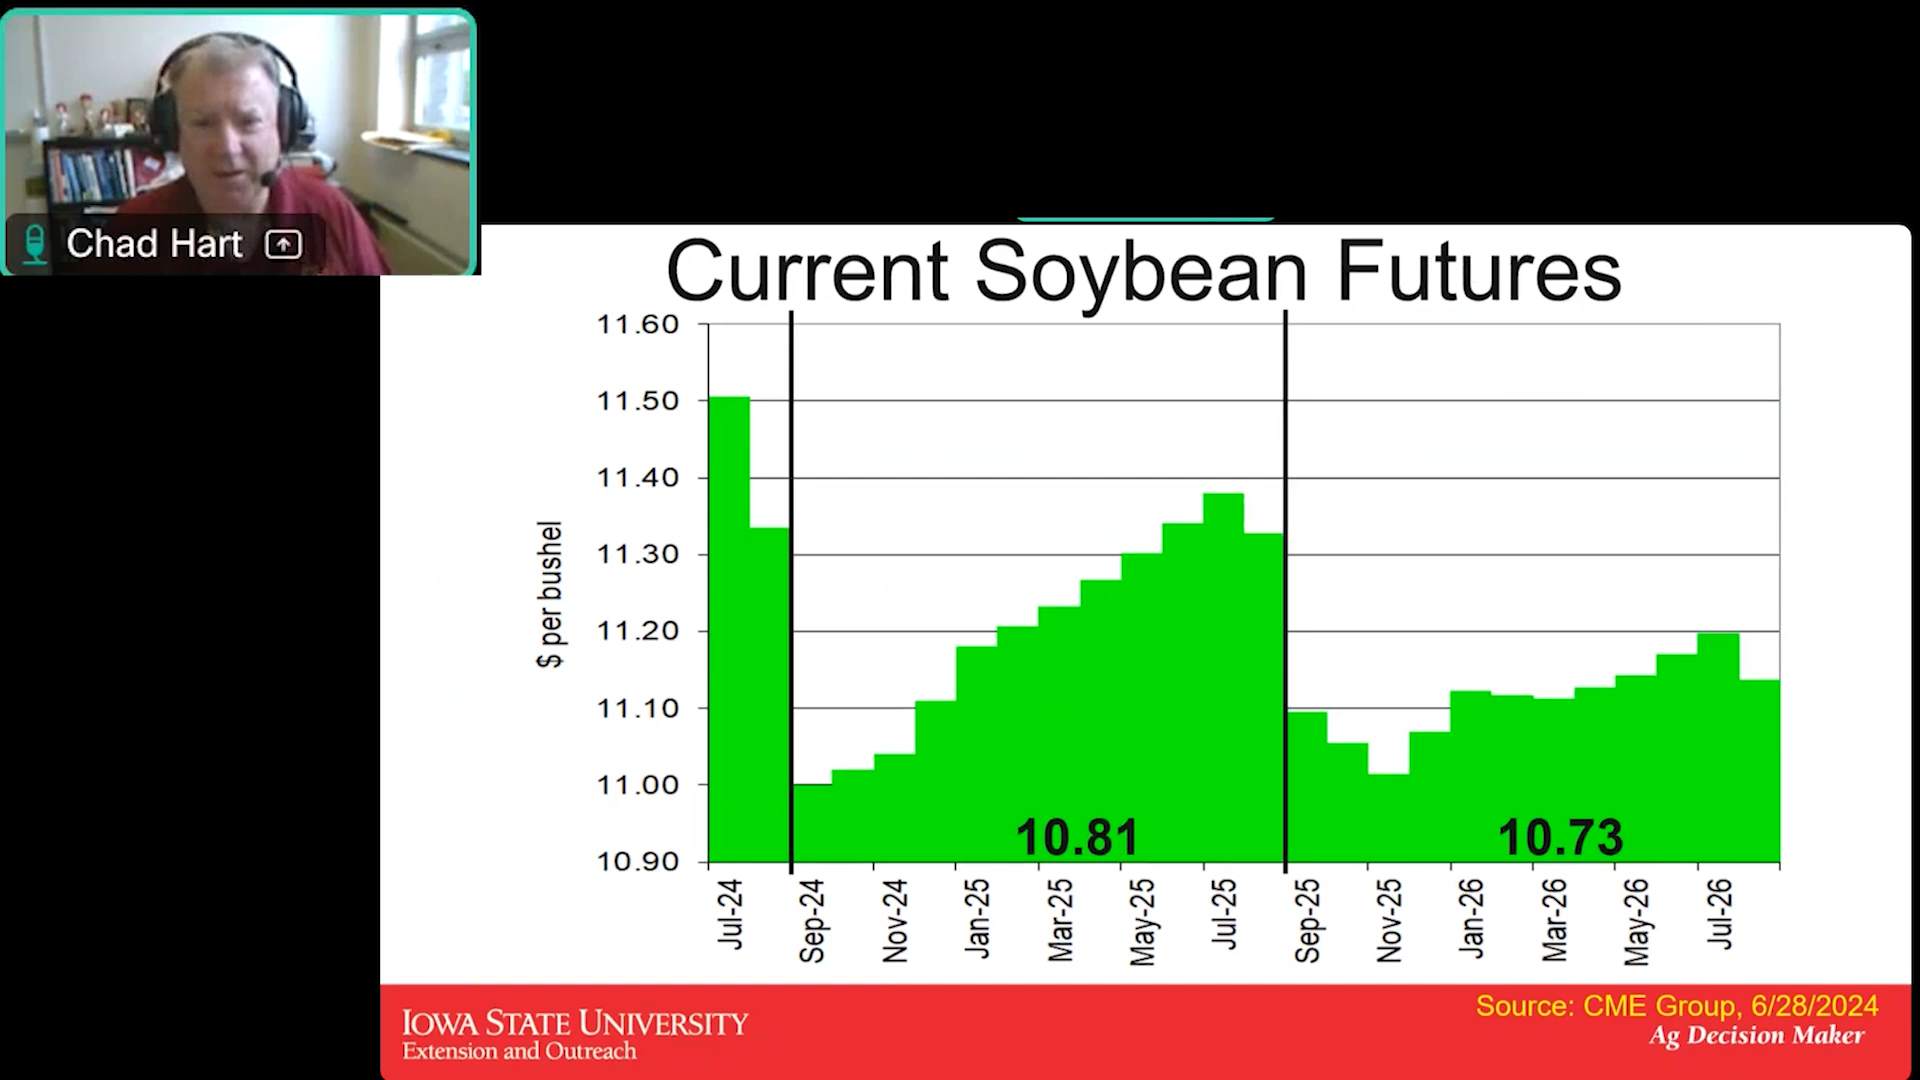 Chad Hart
Current Soybean Futures
$ per bushel
11.60
11.50
11.40
11.30
11.20
11.10
11.00
10.90
10.81
10.73
Jul-24
Sep-24
Nov-24
Jan-25
Mar-25
May-25
Jul-25
Sep-25
Nov-25
Jan-26
Mar-26
May-26
Jul-26
IOWA STATE UNIVERSITY
Extension and Outreach
Source: CME Group, 6/28/2024
Ag Decision Maker